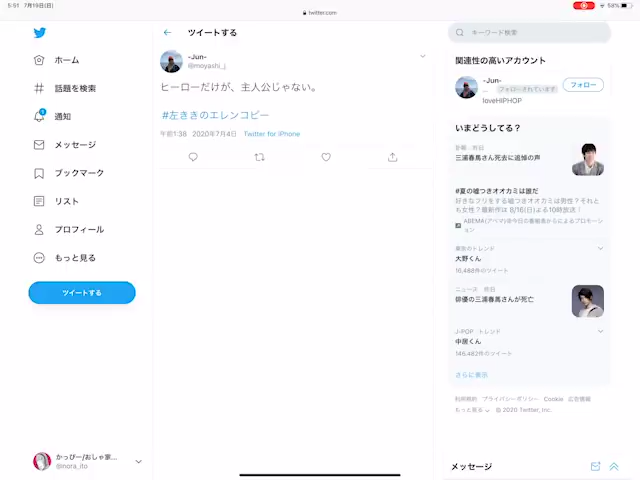 5:51 7月19日(日)
58%
twitter.com
ホーム
話題を検索
1
通知
メッセージ
ブックマーク
リスト
プロフィール
もっと見る
ツイートする
かっぴー/おしゃ家...
@nora_ito
ツイートする
-Jun-
@moyashi_j
ヒーローだけが、主人公じゃない。
#左ききのエレンコピー
午前1:38 2020年7月4日 Twitter for iPhone
キーワード検索
関連性の高いアカウント
-Jun-
... フォローされています
フォロー
loveHIPHOP
いまどうしてる?
訃報 昨日
三浦春馬さん死去に追悼の声
#夏の嘘つきオオカミは誰だ
好きなフリをする嘘つきオオカミは男性?それと
も女性?最新作は 8/16(日)よる10時放送!
ABEMA(アベマ)@今日の番組表からによるプロモーシ
ョン
東京のトレンド
大野くん
10,488件のツイート
ニュース 昨日
俳優の三浦春馬さんが死亡
J-POP トレンド
中居くん
146,482件のツイート
さらに表示
利用規約 プライバシーポリシー Cookie 広告情報
もっと見る © 2020 Twitter, Inc.
メッセージ